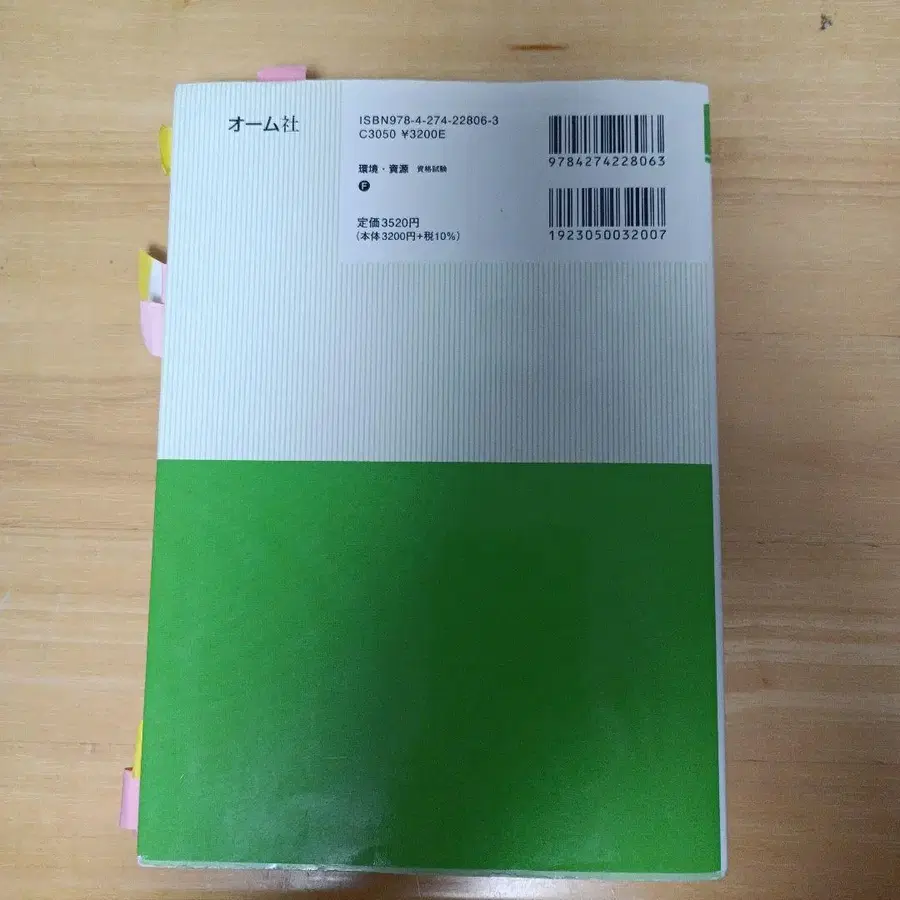 オーム社
ISBN978-4-274-22806-3
C3050 ¥3200E
環境・資源 資格試験
F
定価3520円
(本体3200円+税10%)
9784274228063
1923050032007